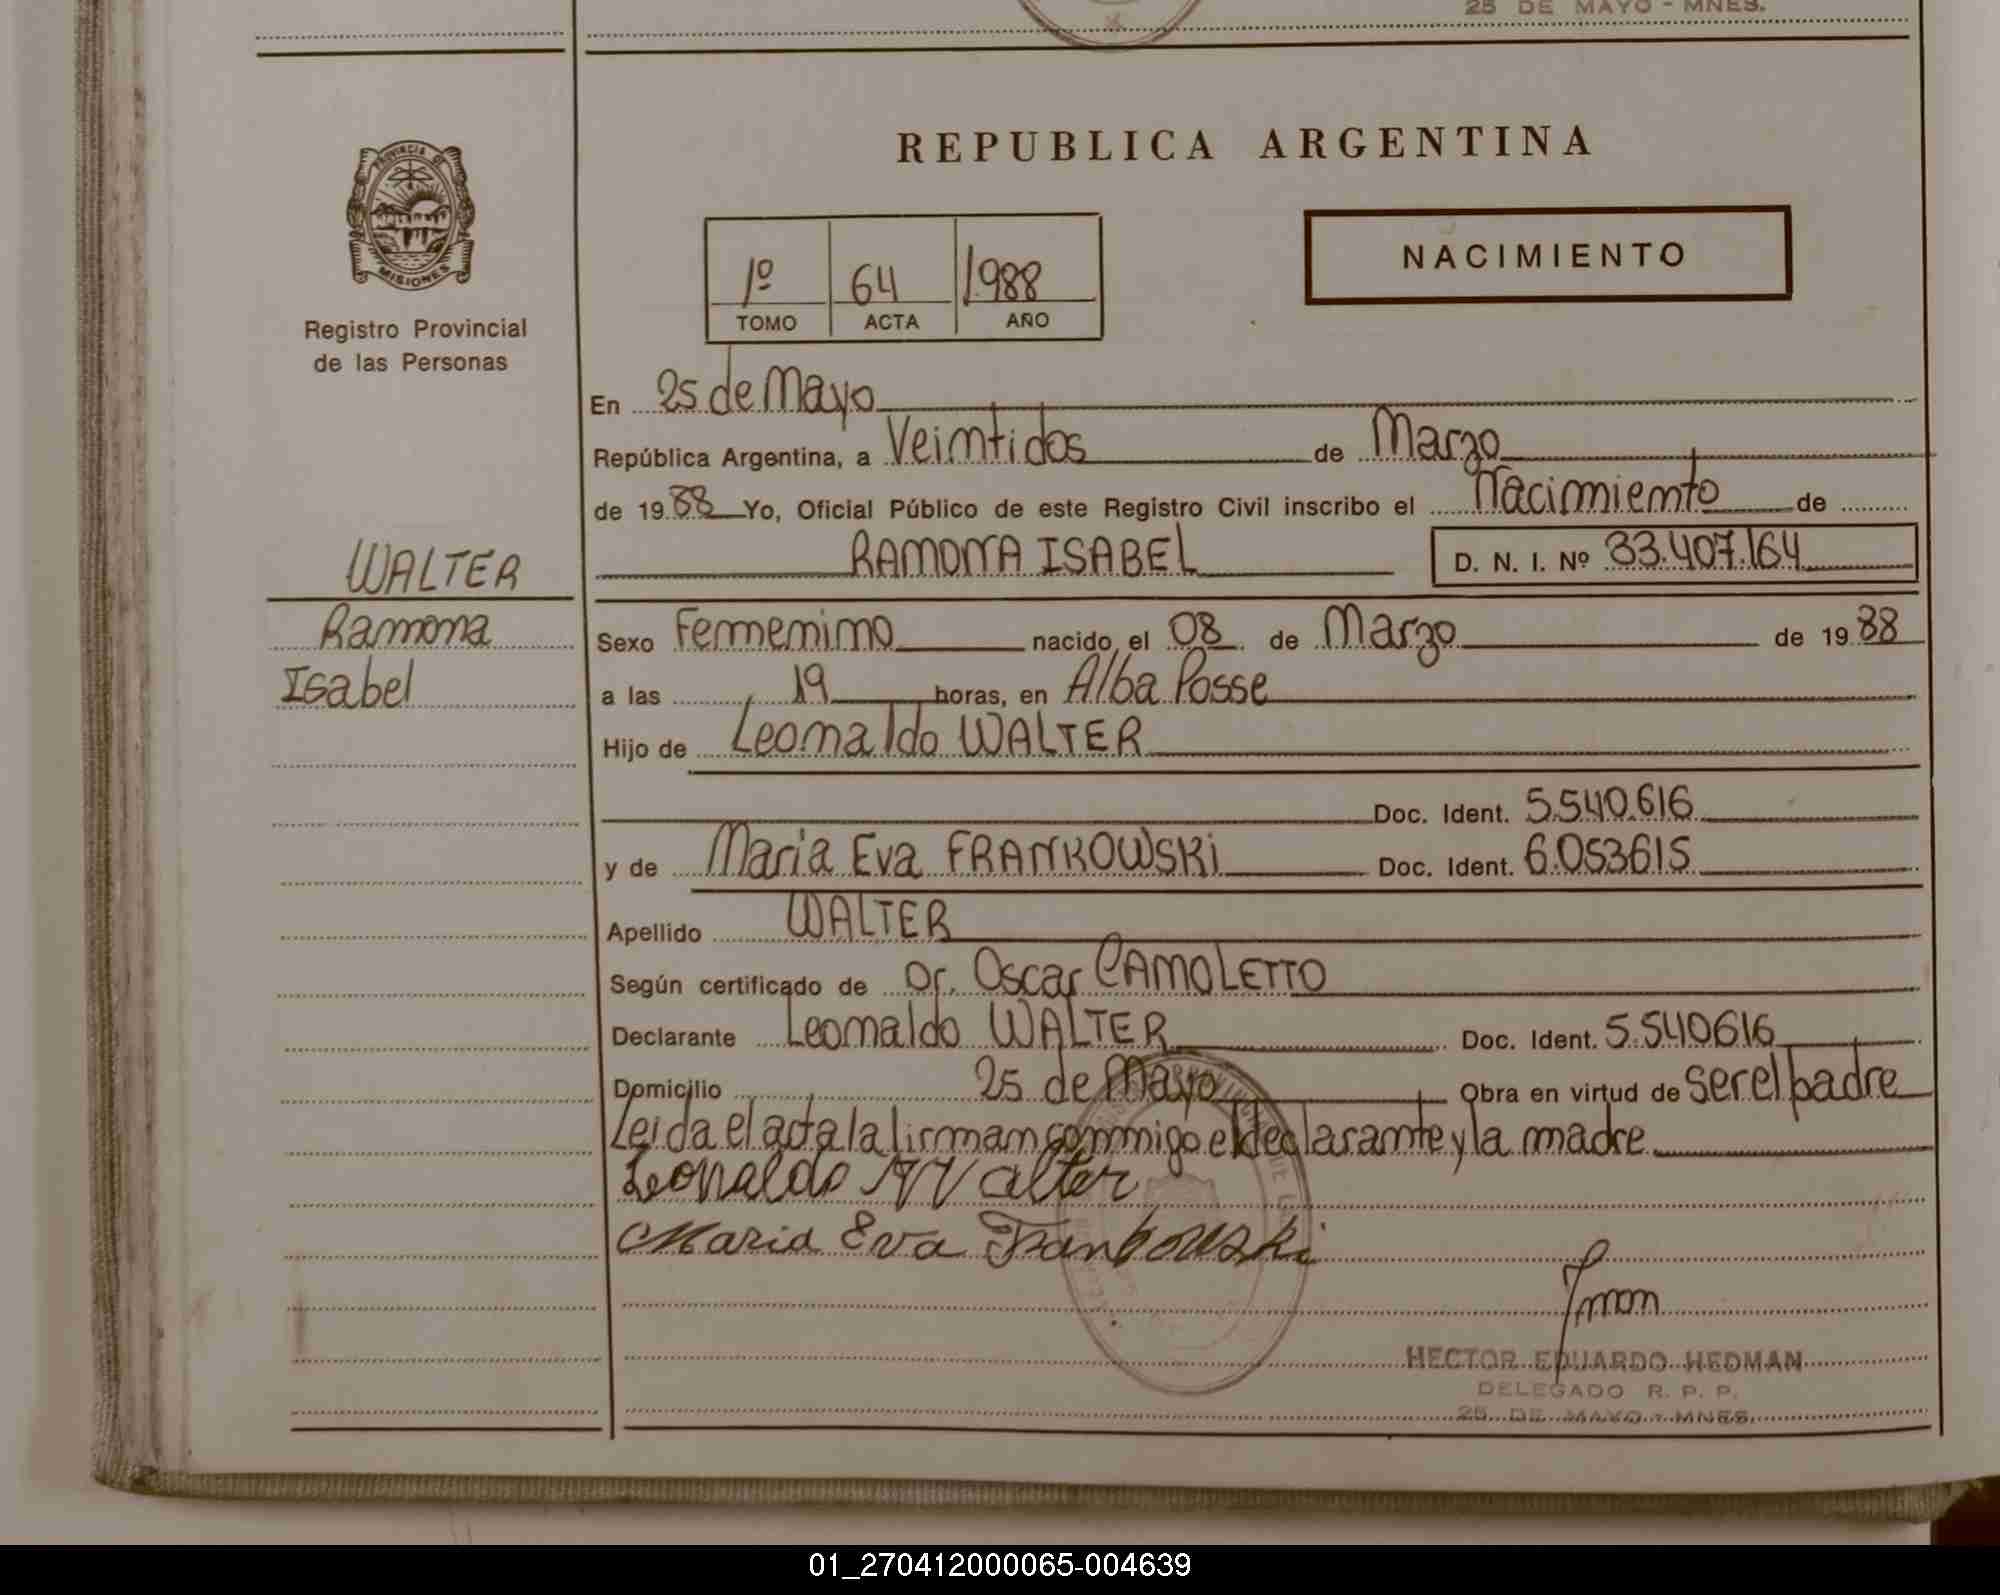 25 DE MAYO - MNES.
PROVINCIA DE
MISIONES
Registro Provincial
de las Personas
WALTER
Ramona
Isabel
REPUBLICA ARGENTINA
1º 64 1988
TOMO ACTA AÑO
NACIMIENTO
En 25 de Mayo
República Argentina, a Veintidos de Marzo
de 1988 Yo, Oficial Público de este Registro Civil inscribo el Nacimiento de
RAMONA ISABEL D. N. I. Nº 33.407.164
Sexo Femenino nacido el 08 de Marzo de 1988
a las 19 horas, en Alba Posse
Hijo de Leonaldo WALTER
Doc. Ident. 5.540.616
y de Maria Eva FRANKOWSKi Doc. Ident. 6.053615
Apellido WALTER
Según certificado de Dr. Oscar CAMOLETTO
Declarante Leonaldo WALTER Doc. Ident. 5.540616
Domicilio 25 de Mayo Obra en virtud de ser el padre
Leida el acta la firman conmigo el declarante y la madre
Leonaldo Walter
Maria Eva Frankowski
HECTOR EDUARDO HEDMAN
DELEGADO R. P. P.
25 DE MAYO - MNES.
01_270412000065-004639